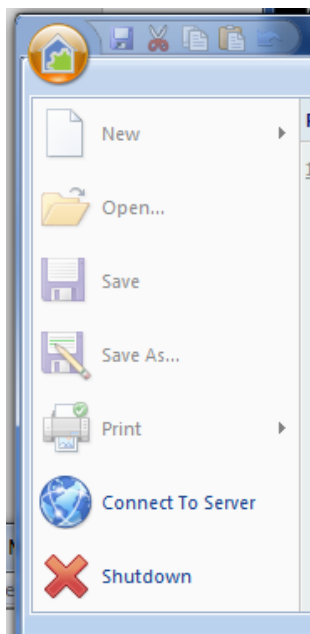 New
Open...
Save
Save As...
Print
Connect To Server
Shutdown